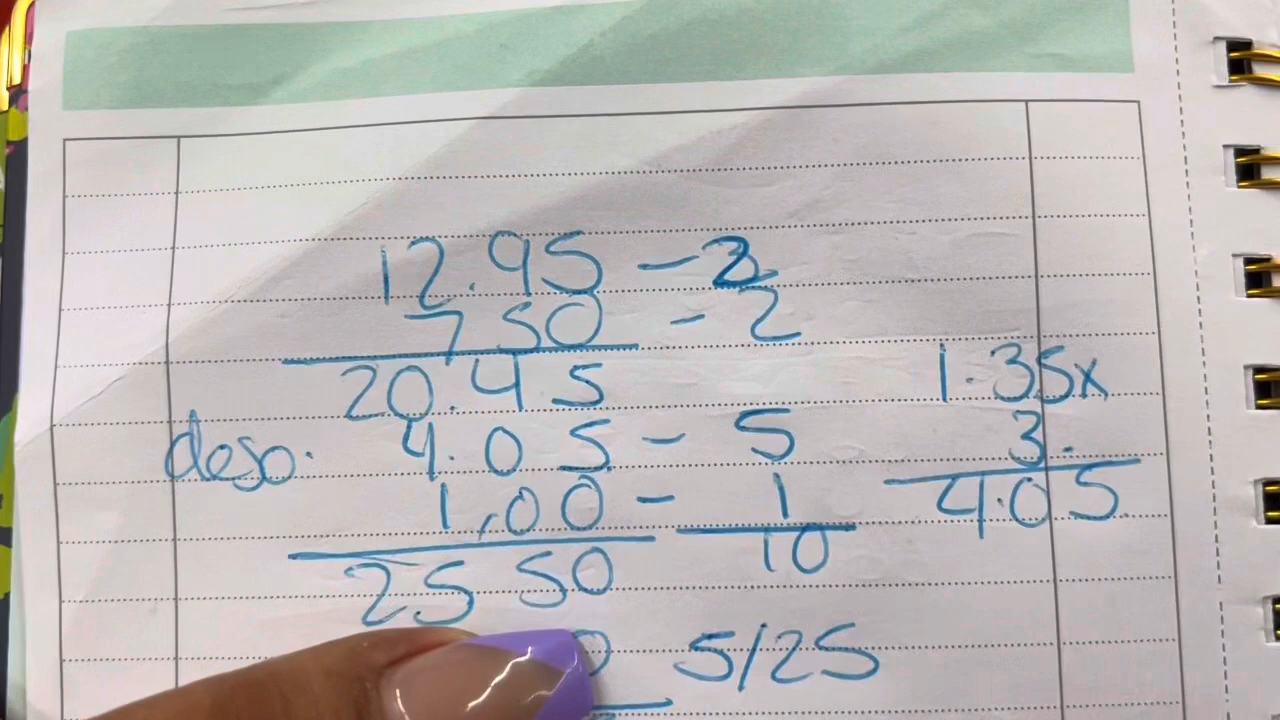 12.95 - 2
7 50 - 2
20.45
deso. 4.05 - 5
1,00 - 1
10
25 50
0 5/25
1.35x
3.
4.05